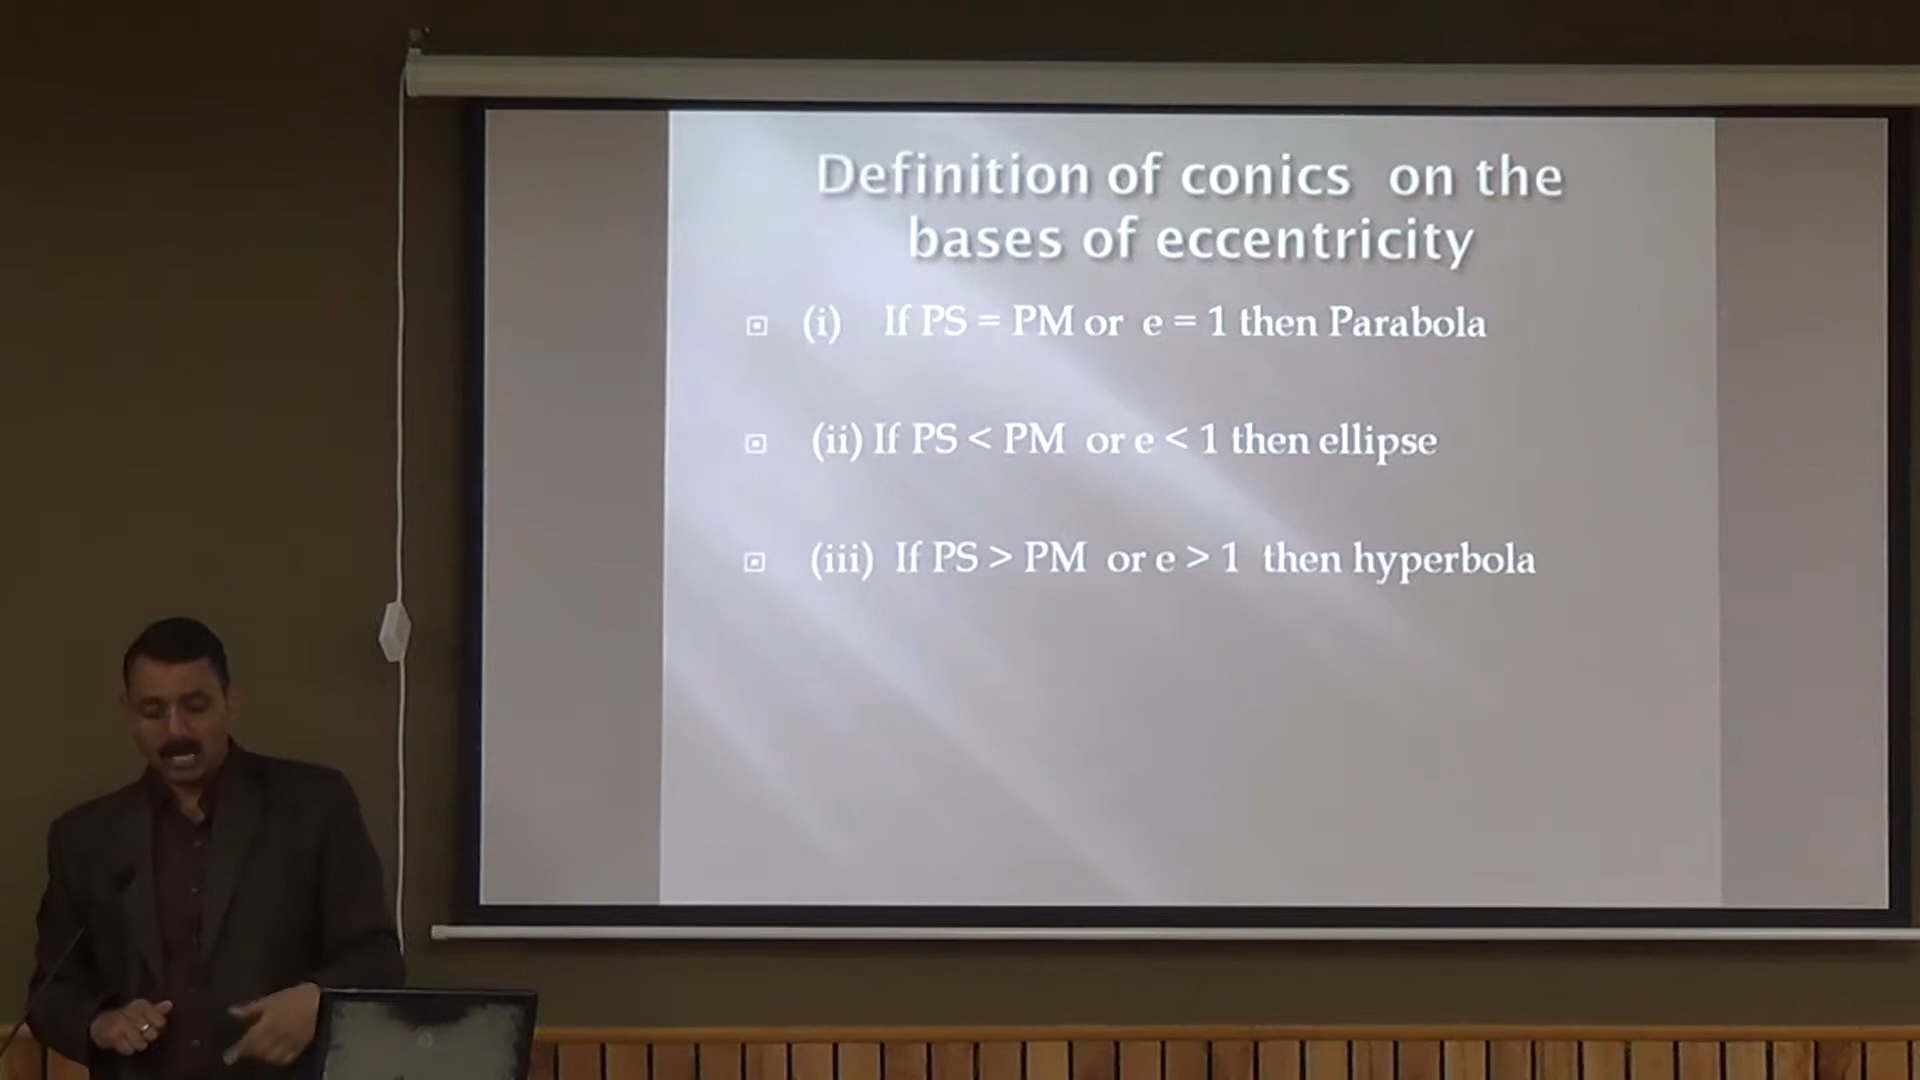 Definition of conics on the
bases of eccentricity
(i) If PS = PM or e = 1 then Parabola
(ii) If PS < PM or e < 1 then ellipse
(iii) If PS > PM or e > 1 then hyperbola